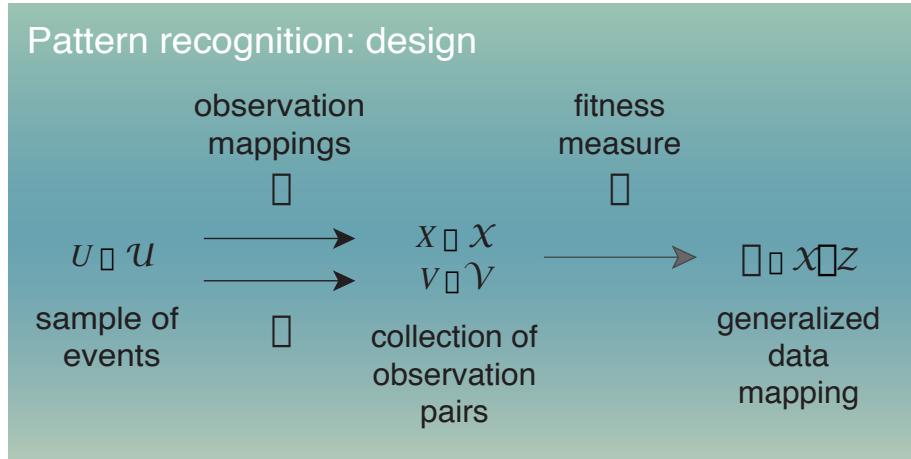 Pattern recognition: design
observation
mappings
fitness
measure
▯
▯
U ▯ 𝒰
X ▯ 𝒳
V ▯ 𝒱
▯ ▯ 𝒳▯𝒵
▯
sample of
events
collection of
observation
pairs
generalized
data
mapping